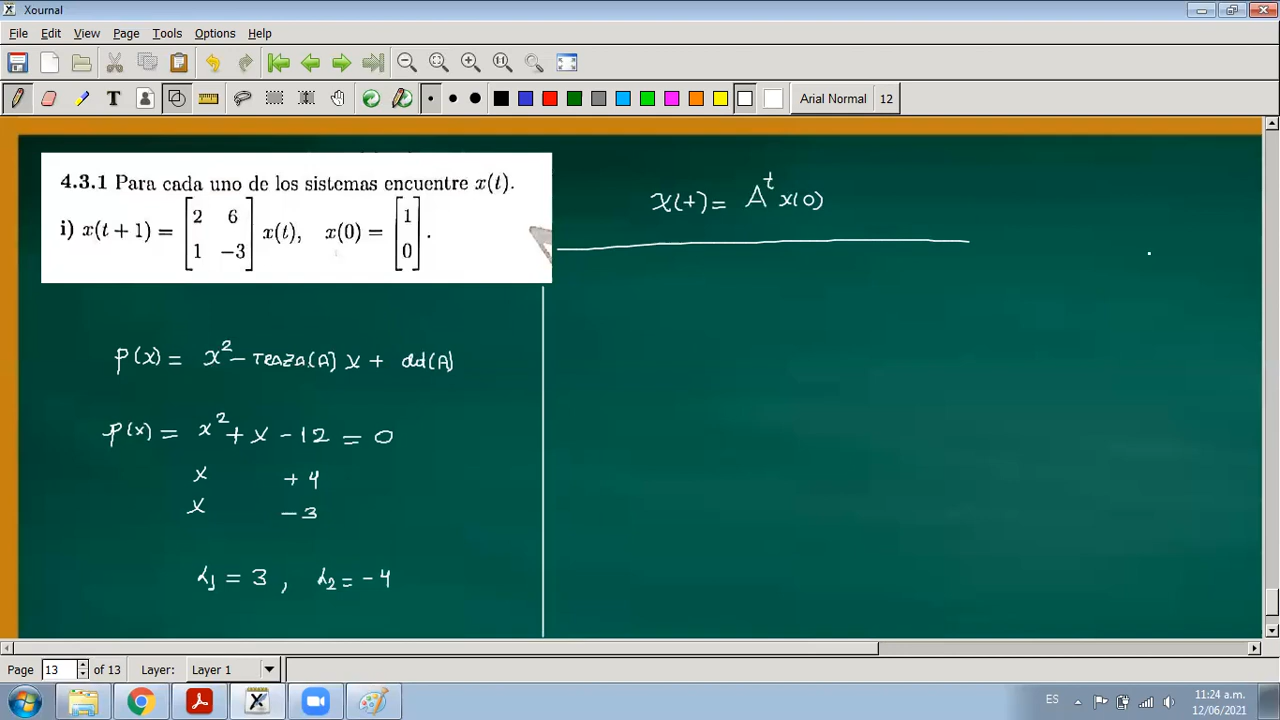 Xournal
File Edit View Page Tools Options Help
Arial Normal 12
4.3.1 Para cada uno de los sistemas encuentre x(t).
i) x(t + 1) = [2 6
1 −3] x(t), x(0) = [1
0].
x(t) = A^t x(0)
p(x) = x² − TRAZA(A) x + dd(A)
p(x) = x² + x − 12 = 0
x + 4
x − 3
λ₁ = 3 , λ₂ = −4
Page 13 of 13 Layer: Layer 1
ES 11:24 a.m.
12/06/2021